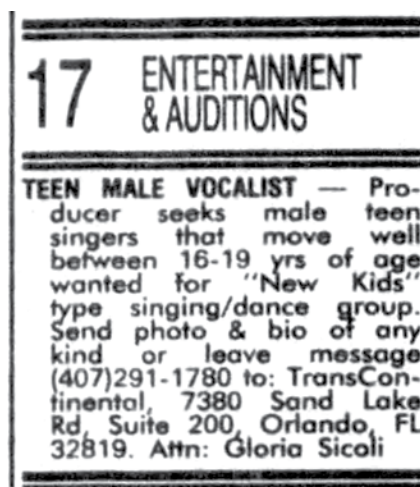 17 ENTERTAINMENT
& AUDITIONS
TEEN MALE VOCALIST — Pro-
ducer seeks male teen
singers that move well
between 16-19 yrs of age
wanted for "New Kids"
type singing/dance group.
Send photo & bio of any
kind or leave message
(407)291-1780 to: TransCon-
tinental, 7380 Sand Lake
Rd, Suite 200, Orlando, FL
32819. Attn: Gloria Sicoli